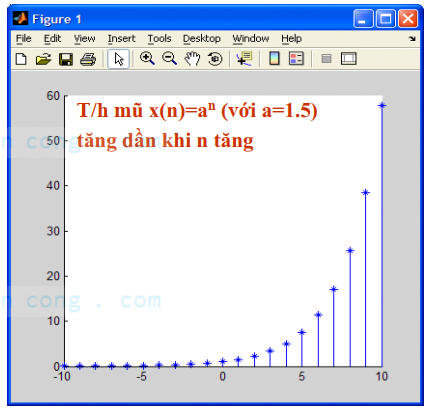 Figure 1
File Edit View Insert Tools Desktop Window Help
60
T/h mũ x(n)=aⁿ (với a=1.5)
tăng dần khi n tăng
50
cong
40
30
20
n cong . com
10
0
-10 -5 0 5 10